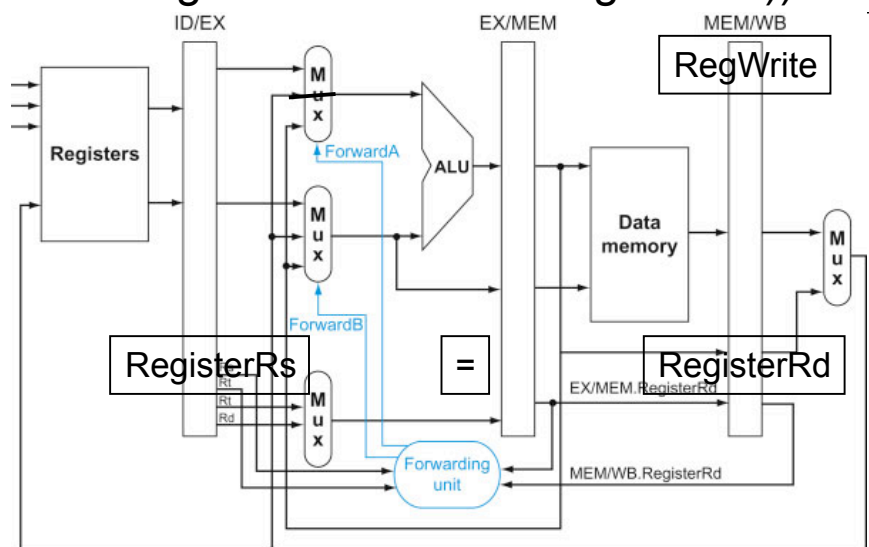 ID/EX
EX/MEM
MEM/WB
RegWrite
M
u
x
Registers
ForwardA
ALU
M
u
x
Data
memory
M
u
x
ForwardB
RegisterRs
=
RegisterRd
Rt
Rt
Rd
EX/MEM.RegisterRd
M
u
x
Forwarding
unit
MEM/WB.RegisterRd